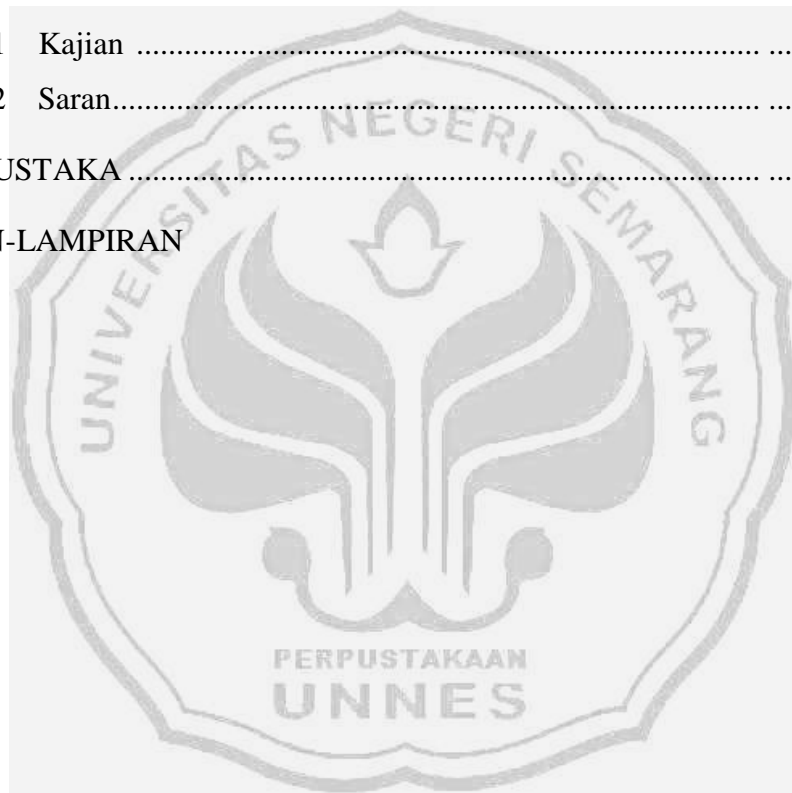 1 Kajian ........................................................................................ ...
2 Saran........................................................................................... ...
USTAKA ......................................................................................... ...
N-LAMPIRAN
UNIVERSITAS NEGERI SEMARANG
PERPUSTAKAAN
UNNES